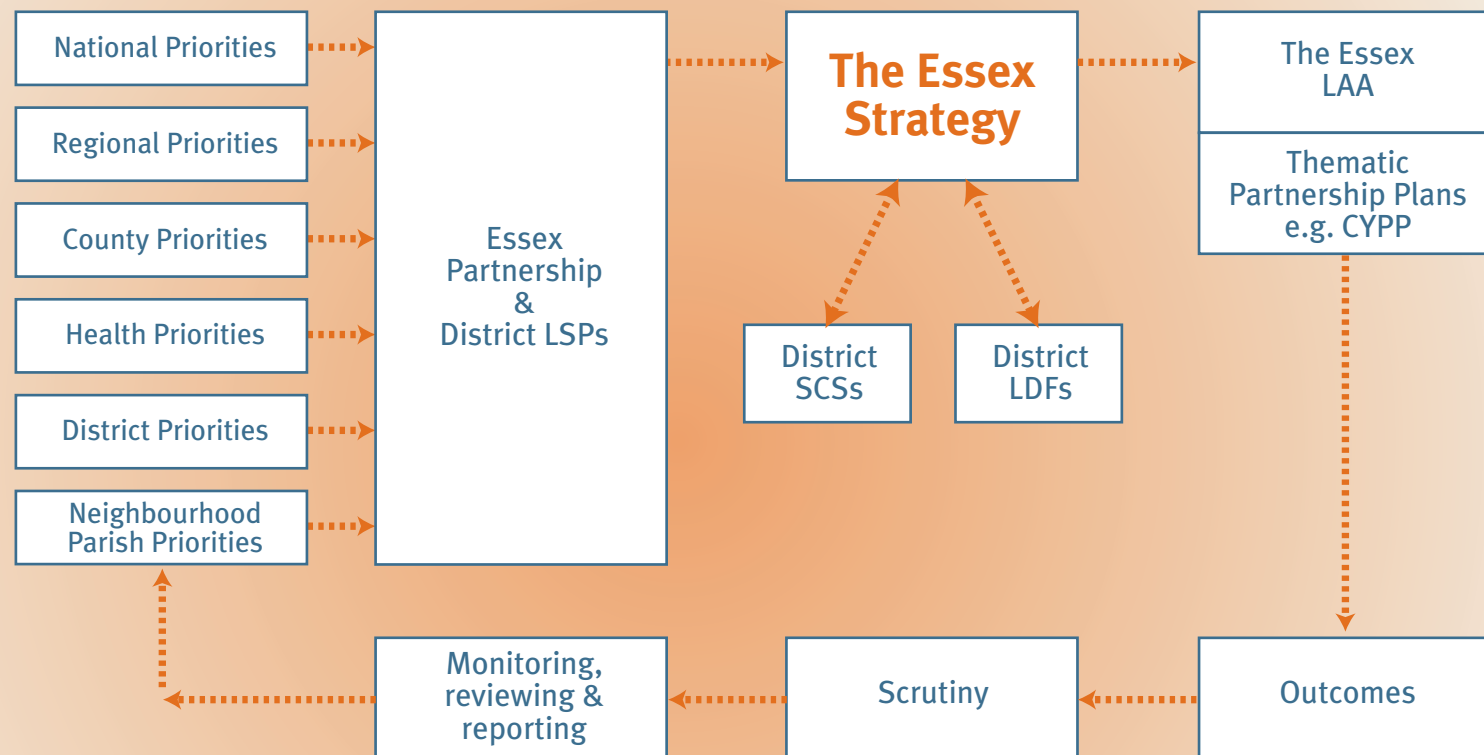 National Priorities
Regional Priorities
County Priorities
Health Priorities
District Priorities
Neighbourhood
Parish Priorities
Essex
Partnership
&
District LSPs
The Essex
Strategy
District
SCSs
District
LDFs
The Essex
LAA
Thematic
Partnership Plans
e.g. CYPP
Monitoring,
reviewing &
reporting
Scrutiny
Outcomes